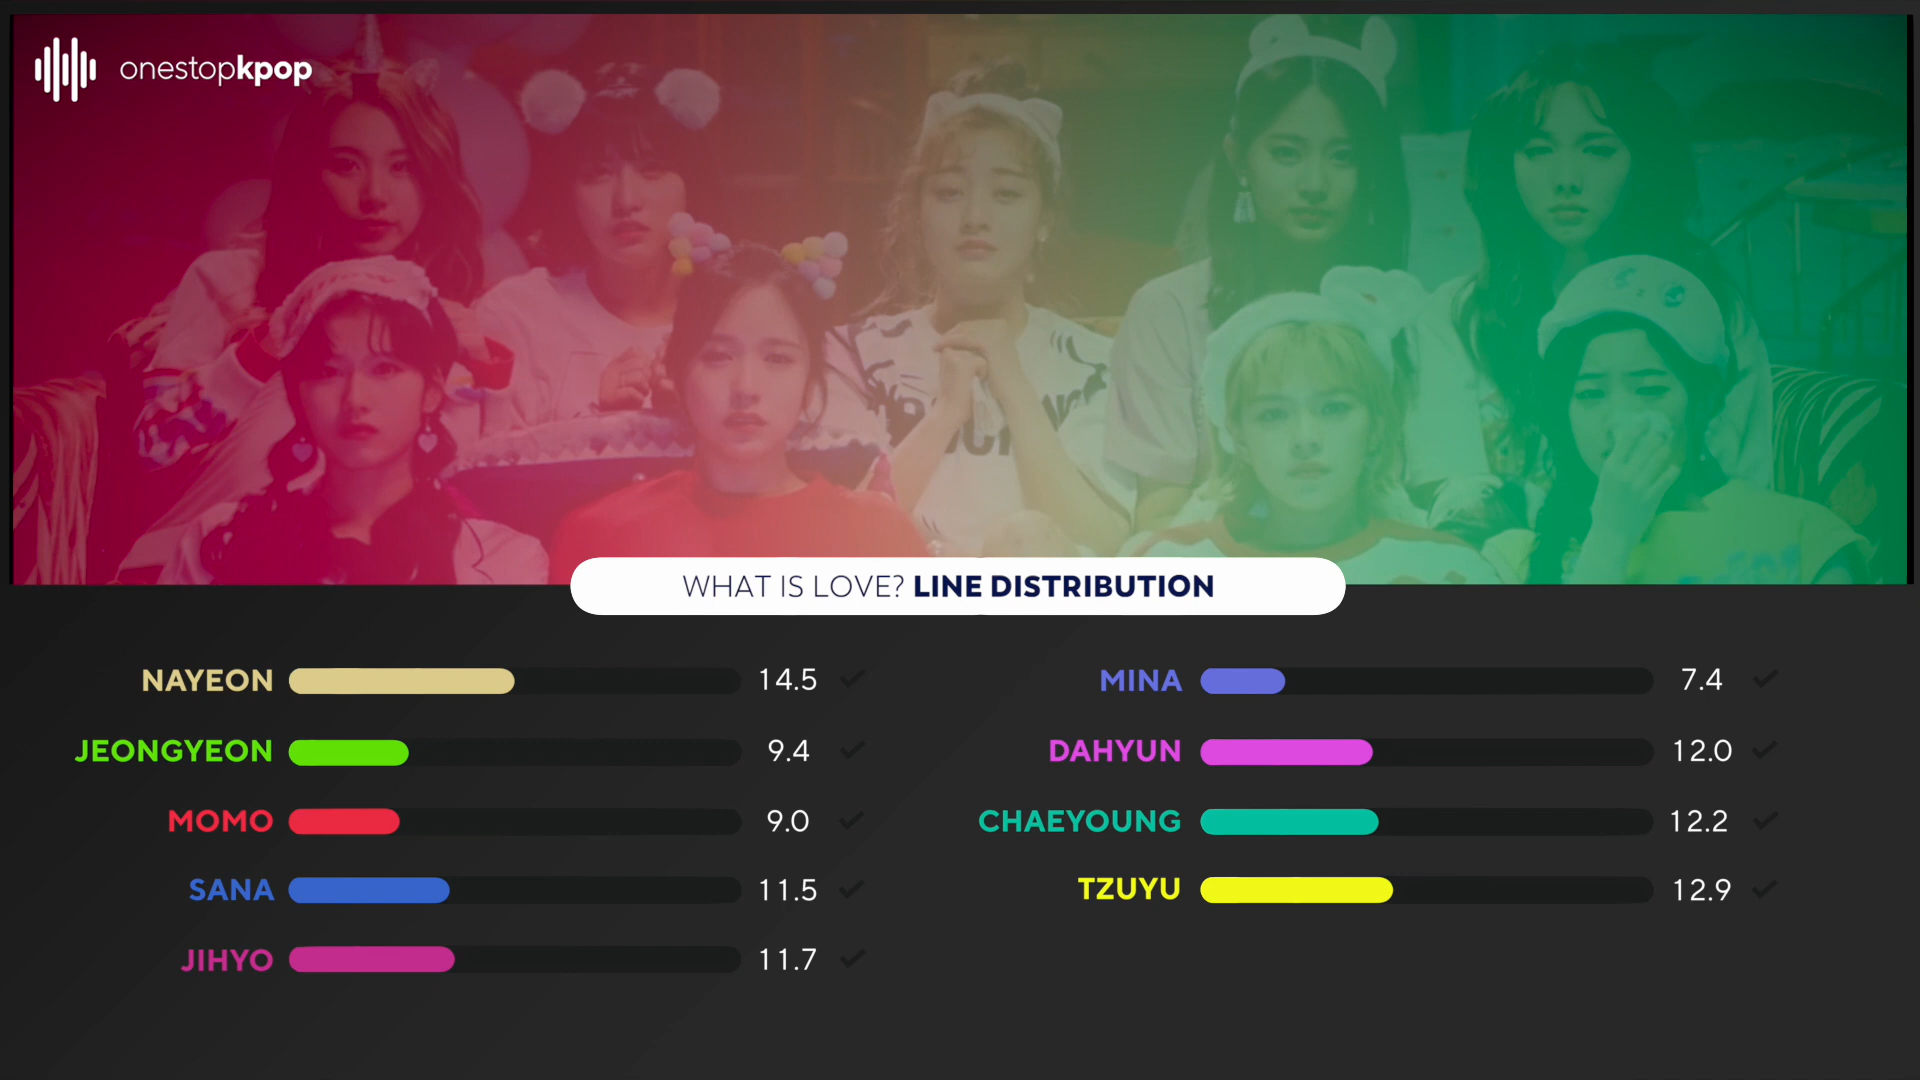 onestopkpop
WHAT IS LOVE? LINE DISTRIBUTION
NAYEON 14.5
JEONGYEON 9.4
MOMO 9.0
SANA 11.5
JIHYO 11.7
MINA 7.4
DAHYUN 12.0
CHAEYOUNG 12.2
TZUYU 12.9